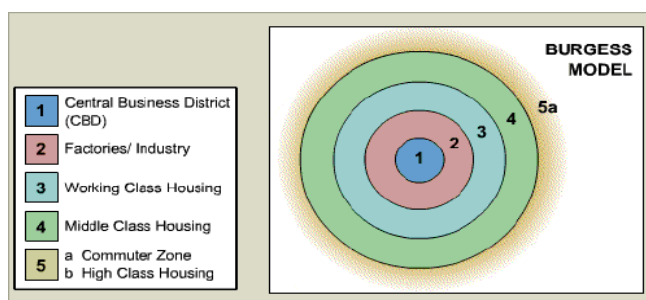 BURGESS
MODEL
1 Central Business District
(CBD)
2 Factories/ Industry
3 Working Class Housing
4 Middle Class Housing
5 a Commuter Zone
b High Class Housing
1
2
3
4
5a